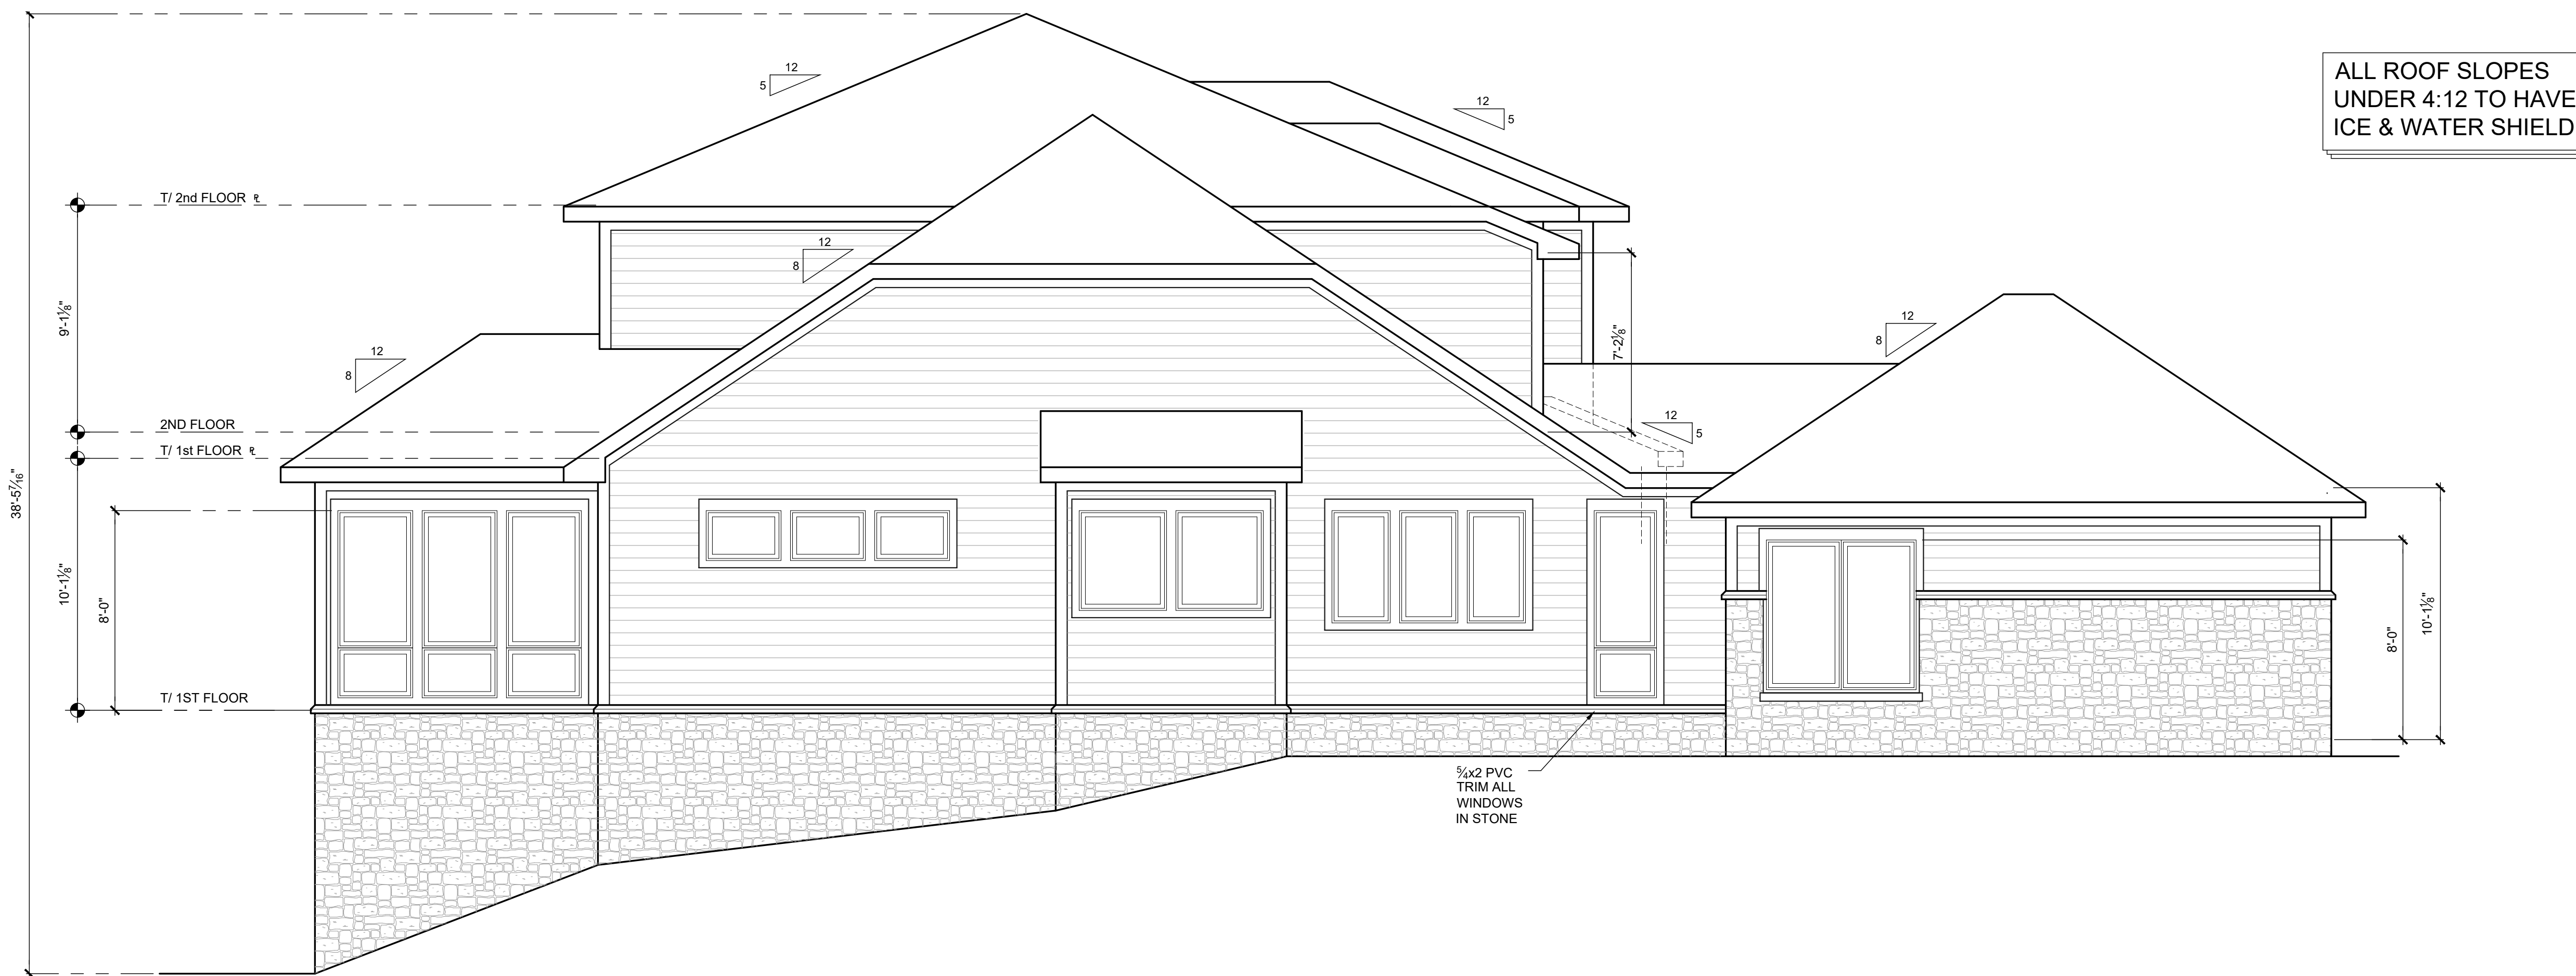 12
5
12
5
ALL ROOF SLOPES
UNDER 4:12 TO HAVE
ICE & WATER SHIELD
T/ 2nd FLOOR ℄
12
8
9'-1⅛"
7'-2⅛"
12
8
12
8
12
5
2ND FLOOR
T/ 1st FLOOR ℄
38'-5 7/16"
10'-1⅛"
8'-0"
10'-1⅛"
8'-0"
T/ 1ST FLOOR
5/4x2 PVC
TRIM ALL
WINDOWS
IN STONE